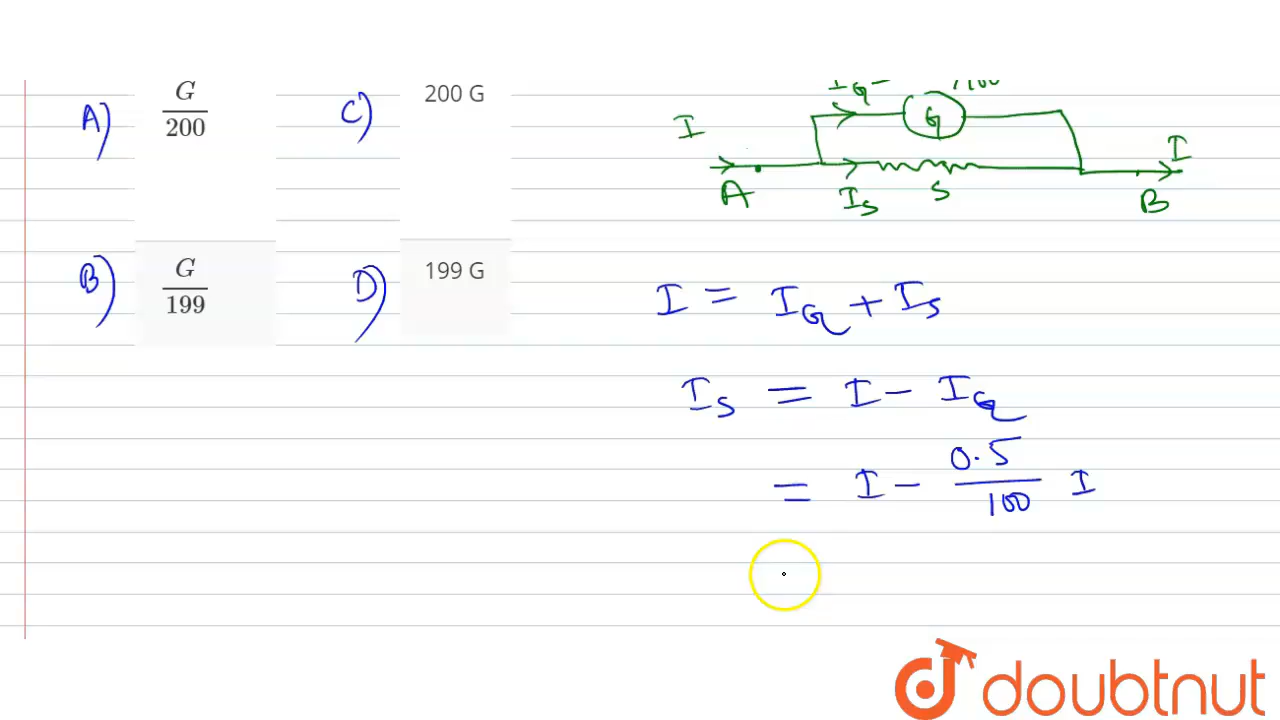 A) G/200
C) 200 G
B) G/199
D) 199 G
I_G
G
I
I
A
I_S
S
B
I = I_G + I_S
I_S = I - I_G
= I - 0.5/100 I
doubtnut